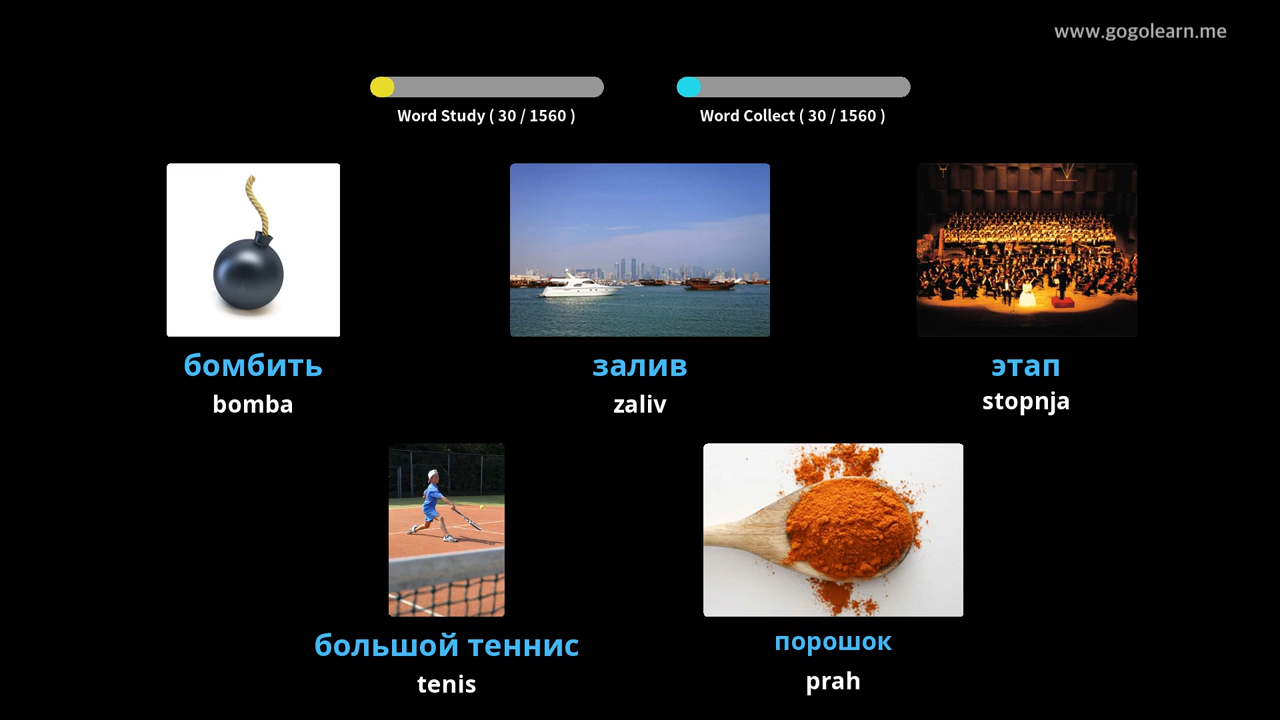 www.gogolearn.me
Word Study ( 30 / 1560 )
Word Collect ( 30 / 1560 )
бомбить
bomba
залив
zaliv
этап
stopnja
большой теннис
tenis
порошок
prah